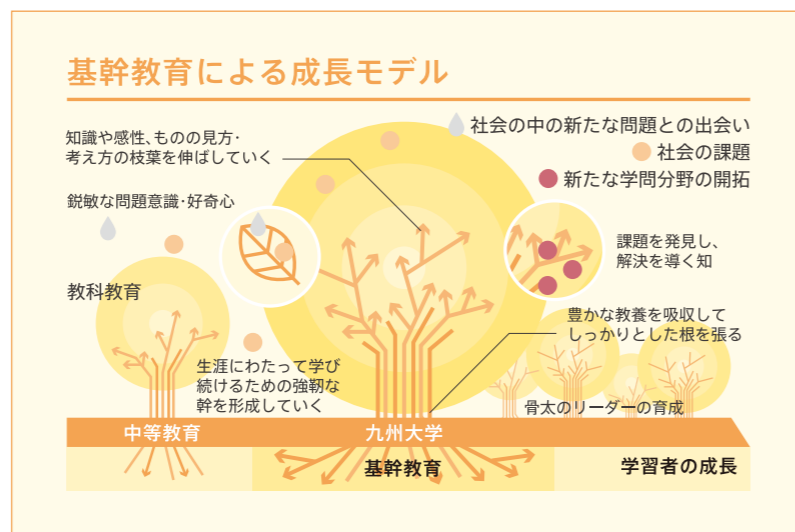 基幹教育による成長モデル
知識や感性、ものの見方・
考え方の枝葉を伸ばしていく
社会の中の新たな問題との出会い
社会の課題
新たな学問分野の開拓
鋭敏な問題意識・好奇心
課題を発見し、
解決を導く知
教科教育
豊かな教養を吸収して
しっかりとした根を張る
生涯にわたって学び
続けるための強靭な
幹を形成していく
骨太のリーダーの育成
中等教育
九州大学
基幹教育
学習者の成長